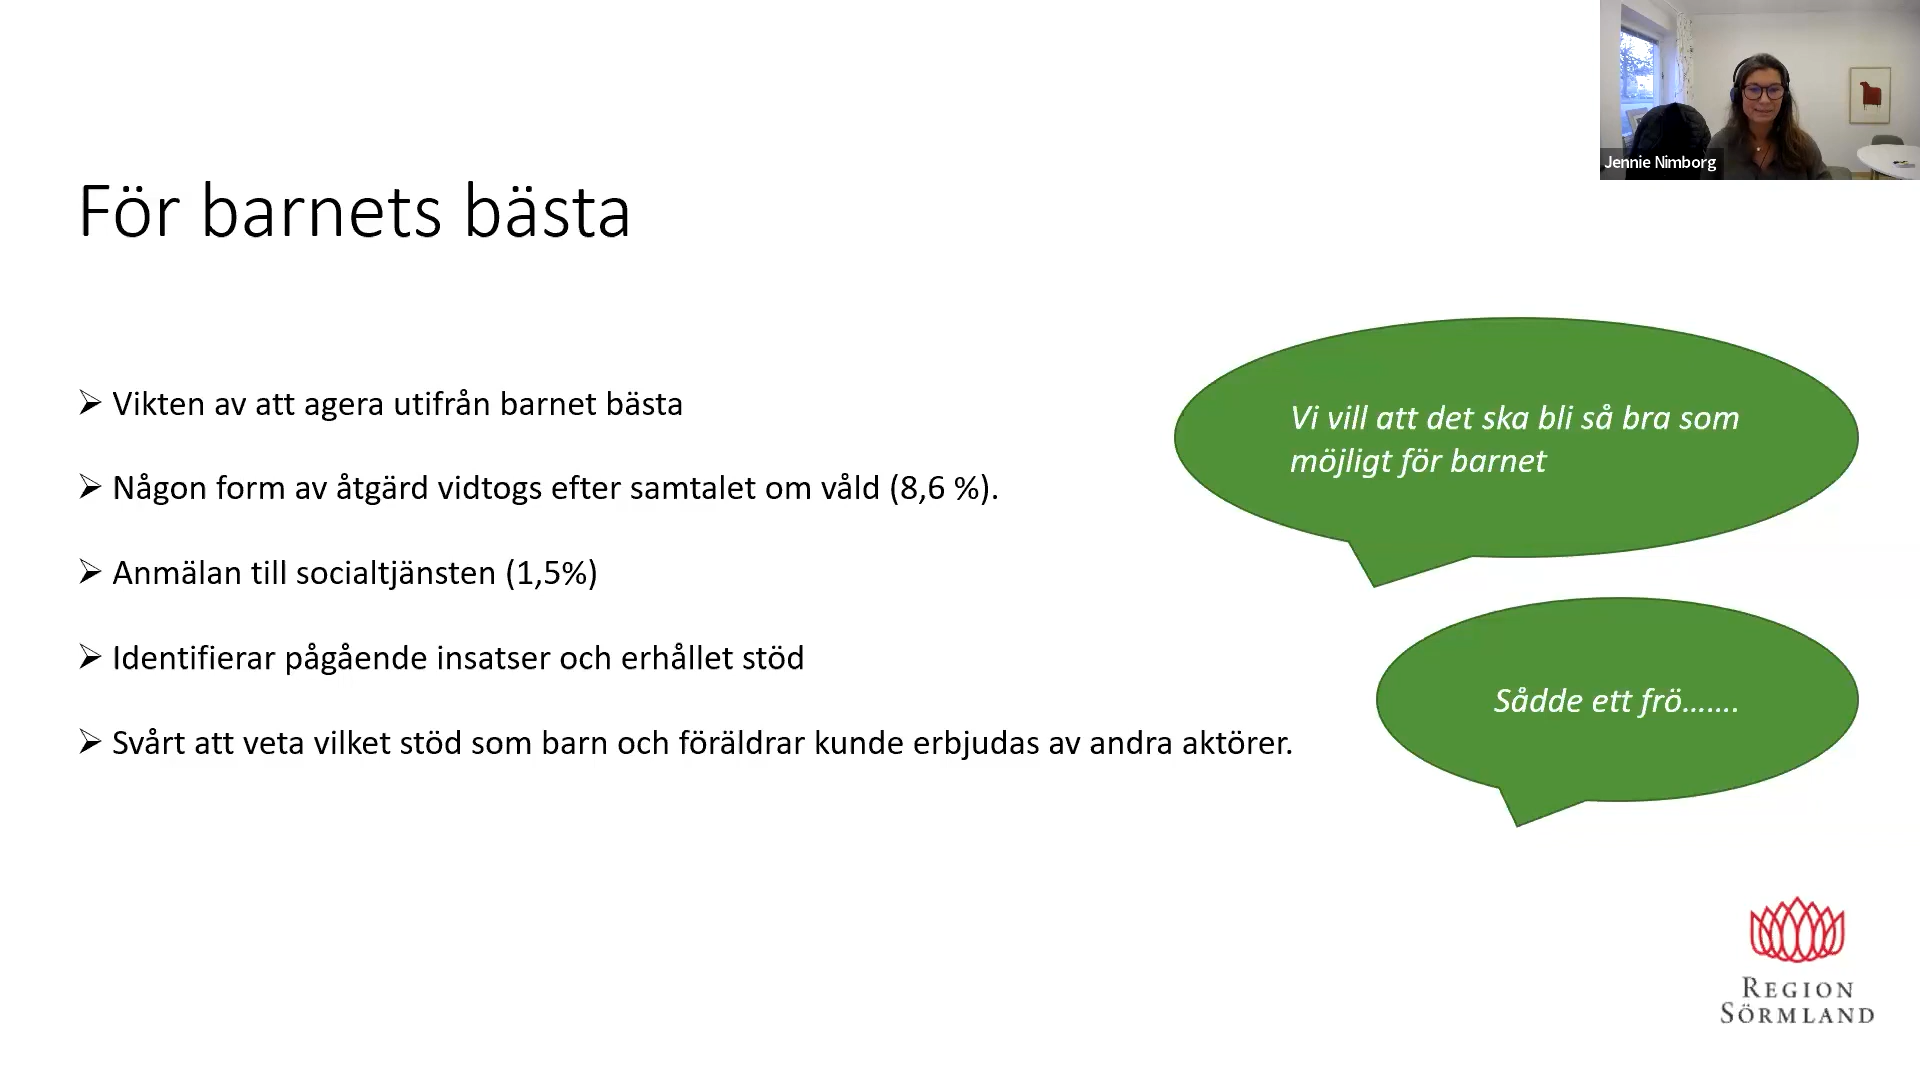 Jennie Nimborg
För barnets bästa
➢ Vikten av att agera utifrån barnet bästa
➢ Någon form av åtgärd vidtogs efter samtalet om våld (8,6 %).
➢ Anmälan till socialtjänsten (1,5%)
➢ Identifierar pågående insatser och erhållet stöd
➢ Svårt att veta vilket stöd som barn och föräldrar kunde erbjudas av andra aktörer.
Vi vill att det ska bli så bra som
möjligt för barnet
Sådde ett frö.......
REGION
SÖRMLAND